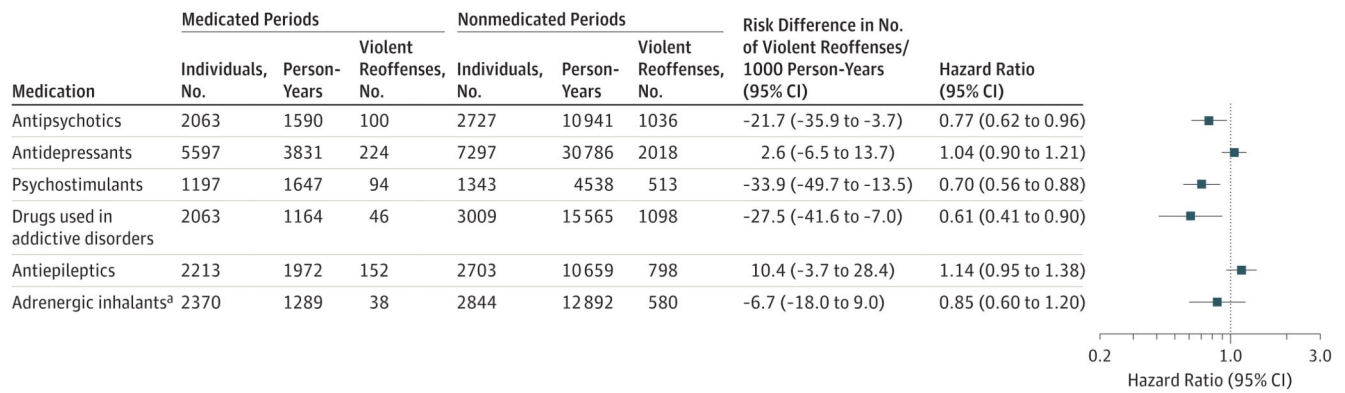 Medicated Periods Nonmedicated Periods Risk Difference in No.
of Violent Reoffenses/
1000 Person-Years
(95% CI)
Medication Individuals, No. Person-Years Violent Reoffenses, No. Individuals, No. Person-Years Violent Reoffenses, No. Hazard Ratio (95% CI)
Antipsychotics 2063 1590 100 2727 10941 1036 -21.7 (-35.9 to -3.7) 0.77 (0.62 to 0.96)
Antidepressants 5597 3831 224 7297 30786 2018 2.6 (-6.5 to 13.7) 1.04 (0.90 to 1.21)
Psychostimulants 1197 1647 94 1343 4538 513 -33.9 (-49.7 to -13.5) 0.70 (0.56 to 0.88)
Drugs used in 2063 1164 46 3009 15565 1098 -27.5 (-41.6 to -7.0) 0.61 (0.41 to 0.90)
addictive disorders
Antiepileptics 2213 1972 152 2703 10659 798 10.4 (-3.7 to 28.4) 1.14 (0.95 to 1.38)
Adrenergic inhalantsᵃ 2370 1289 38 2844 12892 580 -6.7 (-18.0 to 9.0) 0.85 (0.60 to 1.20)
0.2 1.0 3.0
Hazard Ratio (95% CI)